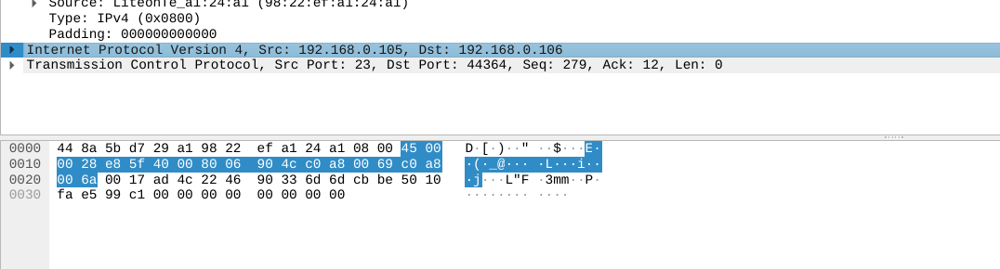 Source: LiteonTe_a1:24:a1 (98:22:ef:a1:24:a1)
Type: IPv4 (0x0800)
Padding: 000000000000
Internet Protocol Version 4, Src: 192.168.0.105, Dst: 192.168.0.106
Transmission Control Protocol, Src Port: 23, Dst Port: 44364, Seq: 279, Ack: 12, Len: 0
0000 44 8a 5b d7 29 a1 98 22 ef a1 24 a1 08 00 45 00 D·[·)··" ··$···E·
0010 00 28 e8 5f 40 00 80 06 90 4c c0 a8 00 69 c0 a8 ·(·_@··· ·L···i··
0020 00 6a 00 17 ad 4c 22 46 90 33 6d 6d cb be 50 10 ·j···L"F ·3mm··P·
0030 fa e5 99 c1 00 00 00 00 00 00 00 00 ········ ····